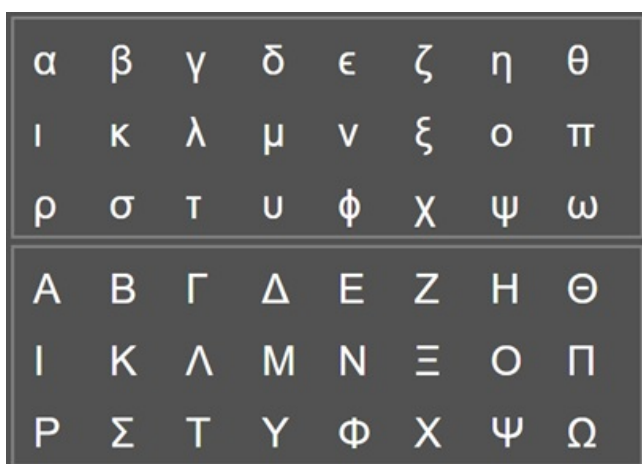 α β γ δ ϵ ζ η θ
ι κ λ μ ν ξ ο π
ρ σ τ υ ϕ χ ψ ω
Α Β Γ Δ Ε Ζ Η Θ
Ι Κ Λ Μ Ν Ξ Ο Π
Ρ Σ Τ Υ Φ Χ Ψ Ω